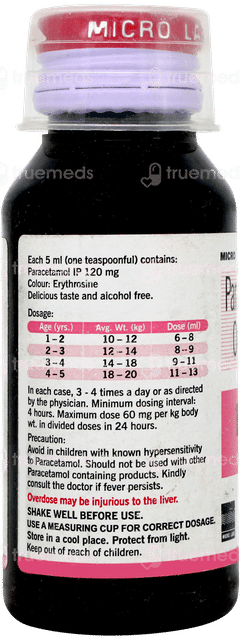 MICRO LA
truemeds
Each 5 ml (one teaspoonful) contains:
Paracetamol IP 120 mg
Colour: Erythrosine
Delicious taste and alcohol free.
Dosage:
Age (yrs.) Avg. Wt. (kg) Dose (ml)
1-2 10 - 12 6-8
2-3 12 - 14 8-9
3-4 14 - 18 9-11
4-5 18 - 20 11-13
In each case, 3 - 4 times a day or as directed
by the physician. Minimum dosing interval:
4 hours. Maximum dose 60 mg per kg body
wt. in divided doses in 24 hours.
Precaution:
Avoid in children with known hypersensitivity
to Paracetamol. Should not be used with other
Paracetamol containing products. Kindly
consult the doctor if fever persists.
Overdose may be injurious to the liver.
SHAKE WELL BEFORE USE.
USE A MEASURING CUP FOR CORRECT DOSAGE.
Store in a cool place. Protect from light.
Keep out of reach of children.
MICRO
Par